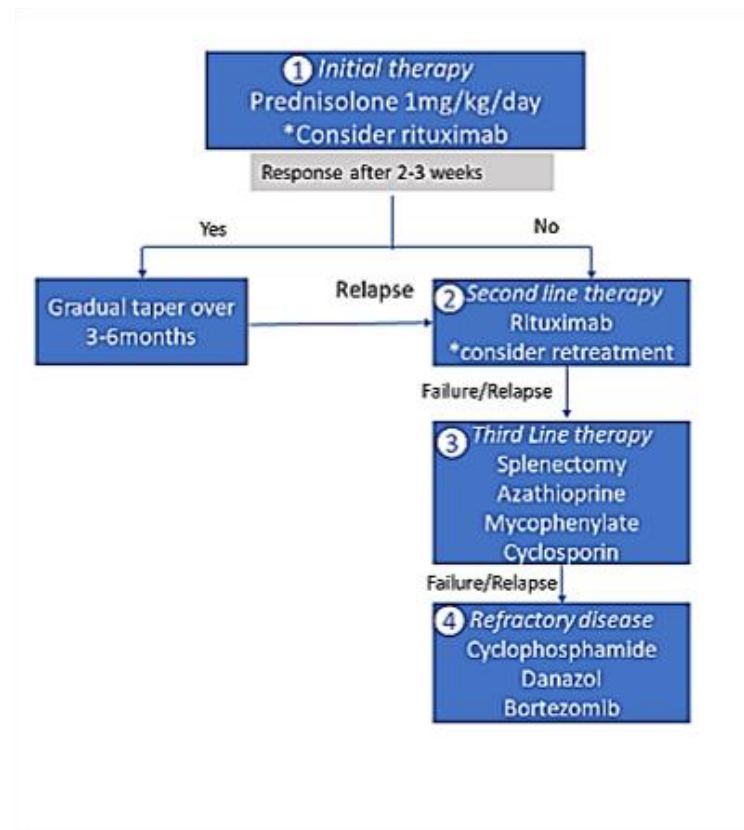 1 Initial therapy
Prednisolone 1mg/kg/day
*Consider rituximab
Response after 2-3 weeks
Yes
No
Gradual taper over
3-6months
Relapse
2 Second line therapy
Rituximab
*consider retreatment
Failure/Relapse
3 Third Line therapy
Splenectomy
Azathioprine
Mycophenylate
Cyclosporin
Failure/Relapse
4 Refractory disease
Cyclophosphamide
Danazol
Bortezomib